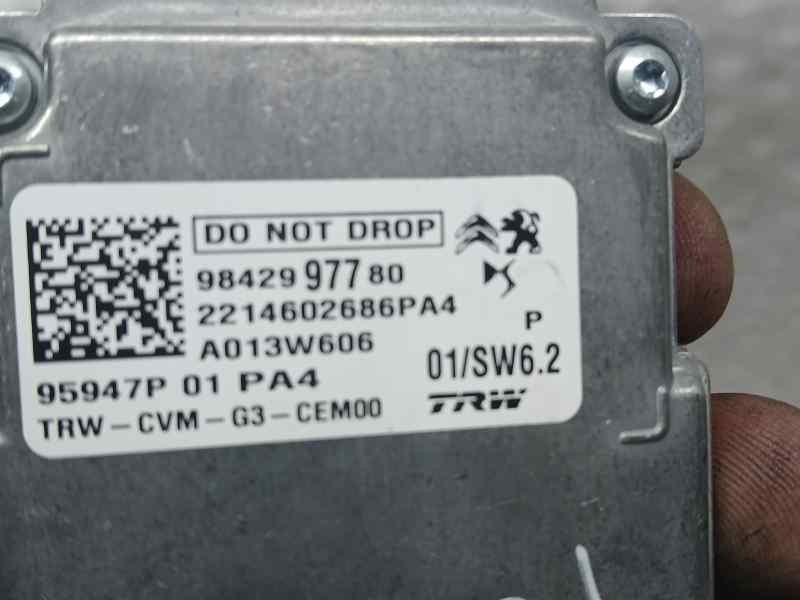 DO NOT DROP
98429 977 80
2214602686PA4
P
A013W606
01/SW6.2
95947P 01 PA4
TRW
TRW-CVM-G3-CEM00